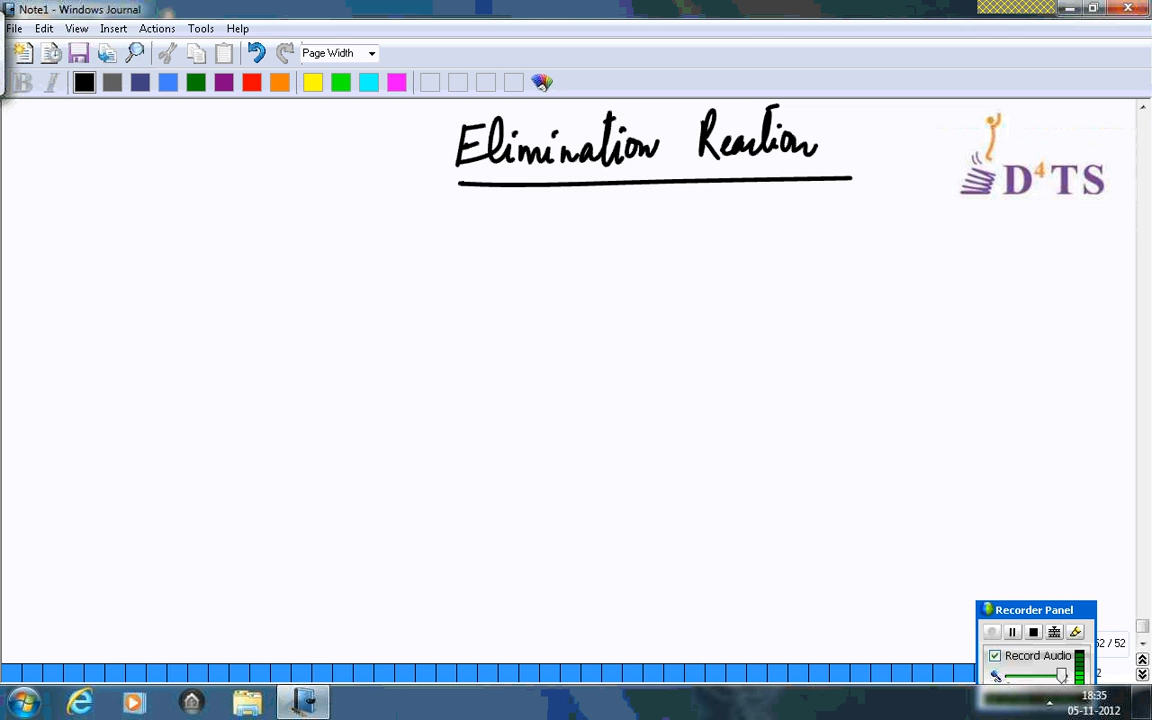 Note1 - Windows Journal
File Edit View Insert Actions Tools Help
Page Width
B I
Elimination Reaction
D4TS
Recorder Panel
52 / 52
Record Audio
2
18:35
05-11-2012